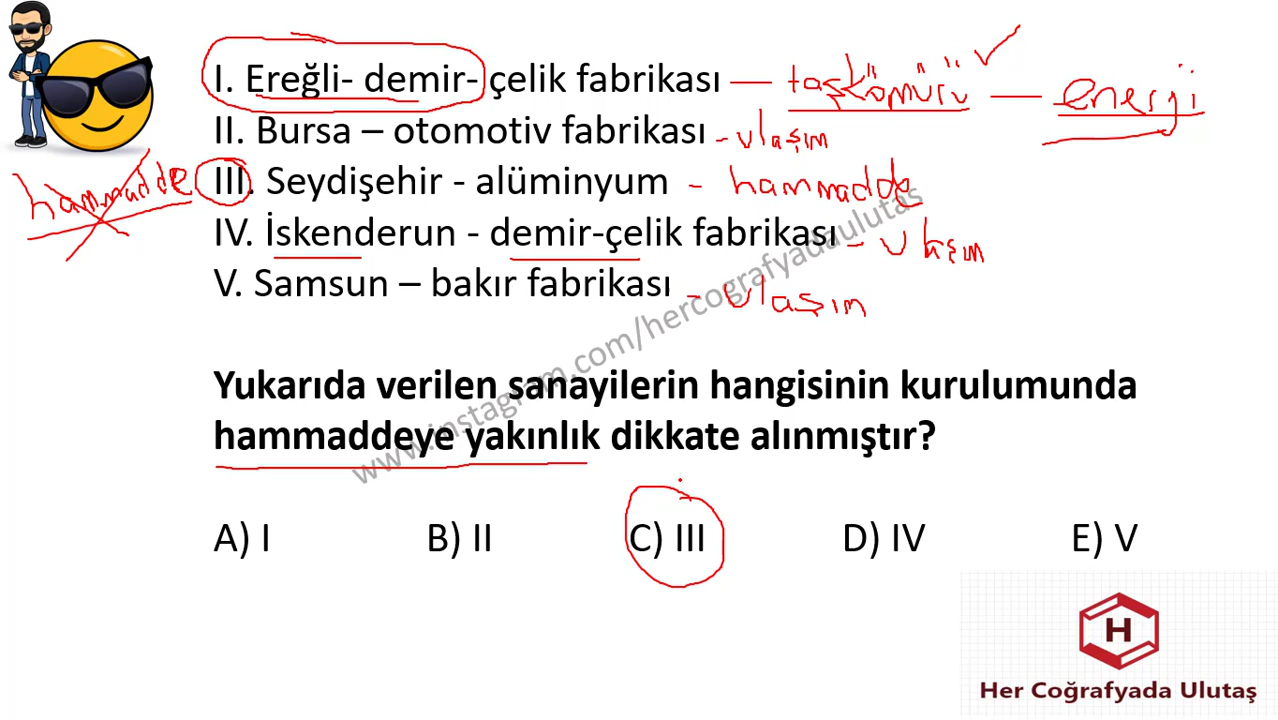 I. Ereğli- demir- çelik fabrikası — taşkömürü — enerji
II. Bursa – otomotiv fabrikası - ulaşım
hammadde
III. Seydişehir - alüminyum - hammadde
IV. İskenderun - demir-çelik fabrikası - ulaşım
V. Samsun – bakır fabrikası - ulaşım
www.instagram.com/hercografyadaulutas
Yukarıda verilen sanayilerin hangisinin kurulumunda
hammaddeye yakınlık dikkate alınmıştır?
A) I B) II C) III D) IV E) V
H
Her Coğrafyada Ulutaş